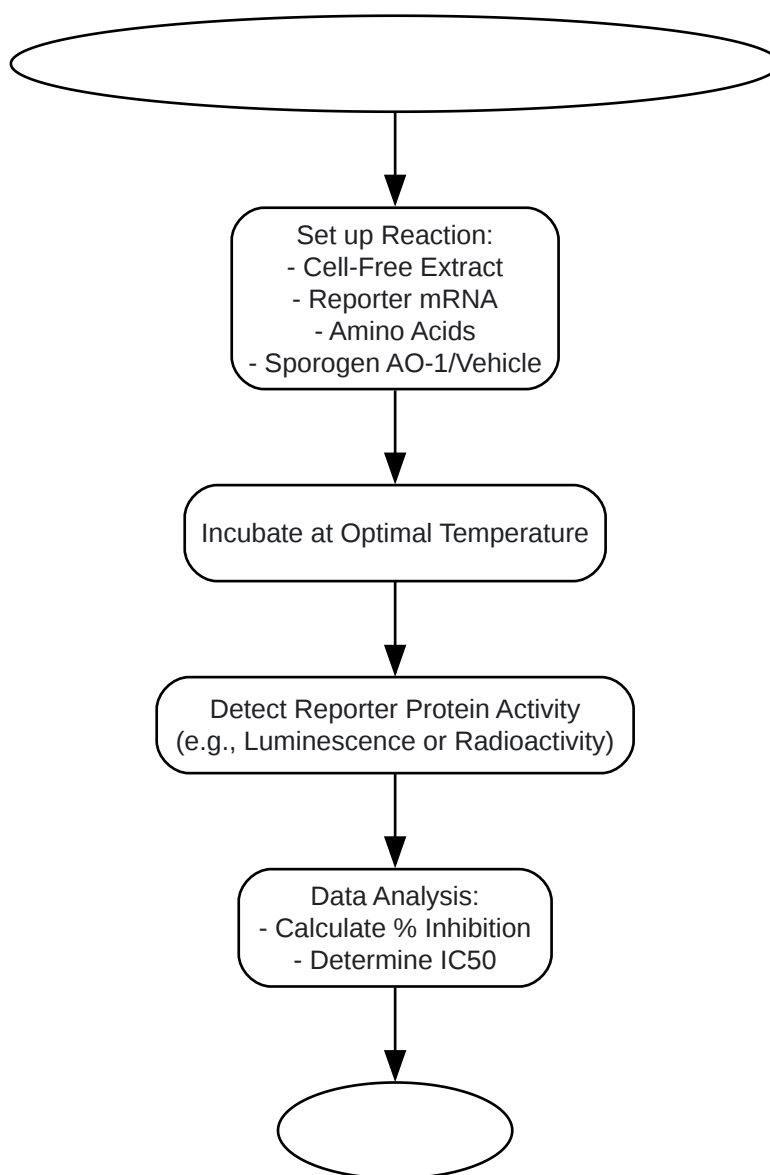 Set up Reaction:
- Cell-Free Extract
- Reporter mRNA
- Amino Acids
- Sporogen AO-1/Vehicle
Incubate at Optimal Temperature
Detect Reporter Protein Activity
(e.g., Luminescence or Radioactivity)
Data Analysis:
- Calculate % Inhibition
- Determine IC50